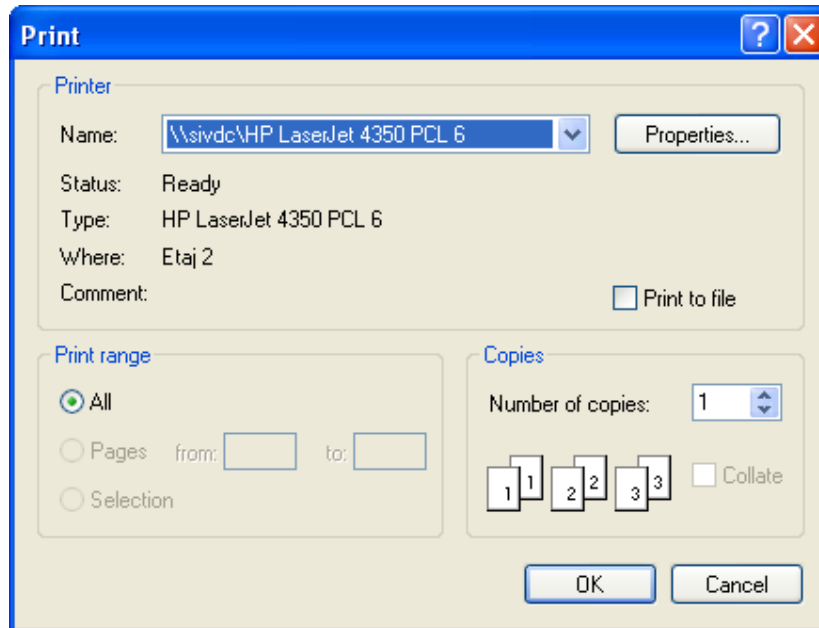 Print
Printer
Name: \\sivdc\HP LaserJet 4350 PCL 6 Properties...
Status: Ready
Type: HP LaserJet 4350 PCL 6
Where: Etaj 2
Comment: Print to file
Print range
All
Pages from: to:
Selection
Copies
Number of copies: 1
1 1 2 2 3 3 Collate
OK Cancel